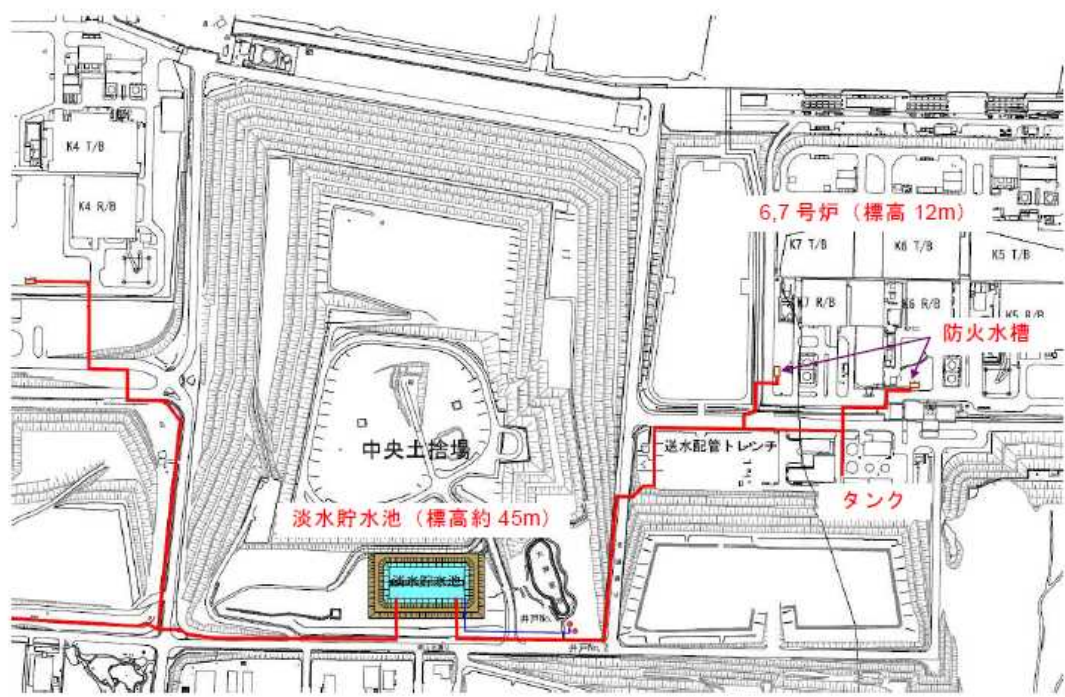 K4 T/B
K4 R/B
6,7 号炉（標高 12m）
K7 T/B
K6 T/B
K5 T/B
K7 R/B
K6 R/B
K5 R/B
防火水槽
中央土捨場
送水配管トレンチ
タンク
淡水貯水池（標高約 45m）
淡水貯水池
井戸No.
井戸No. 2